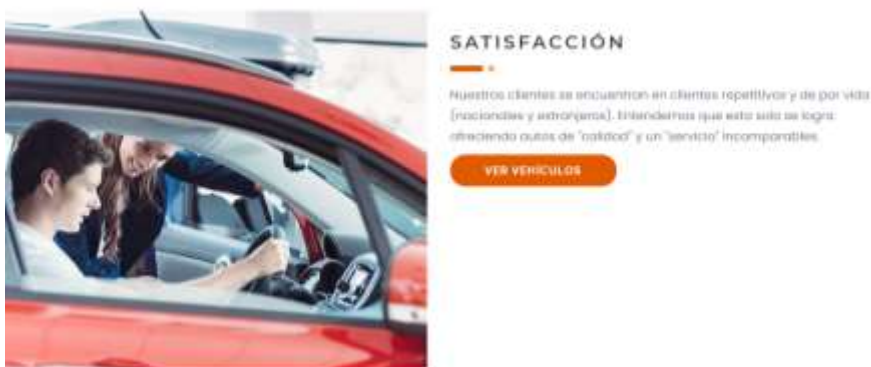 SATISFACCIÓN
Nuestros clientes se encuentran en clientes repetitivos y de por vida
(nacionales y extranjeros). Entendemos que esto solo se logra
ofreciendo autos de "calidad" y un "servicio" incomparables.
VER VEHÍCULOS